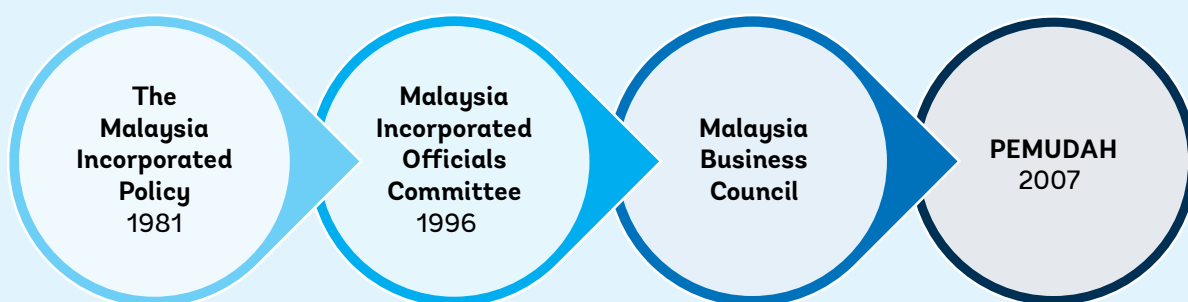 The
Malaysia
Incorporated
Policy
1981
Malaysia
Incorporated
Officials
Committee
1996
Malaysia
Business
Council
PEMUDAH
2007